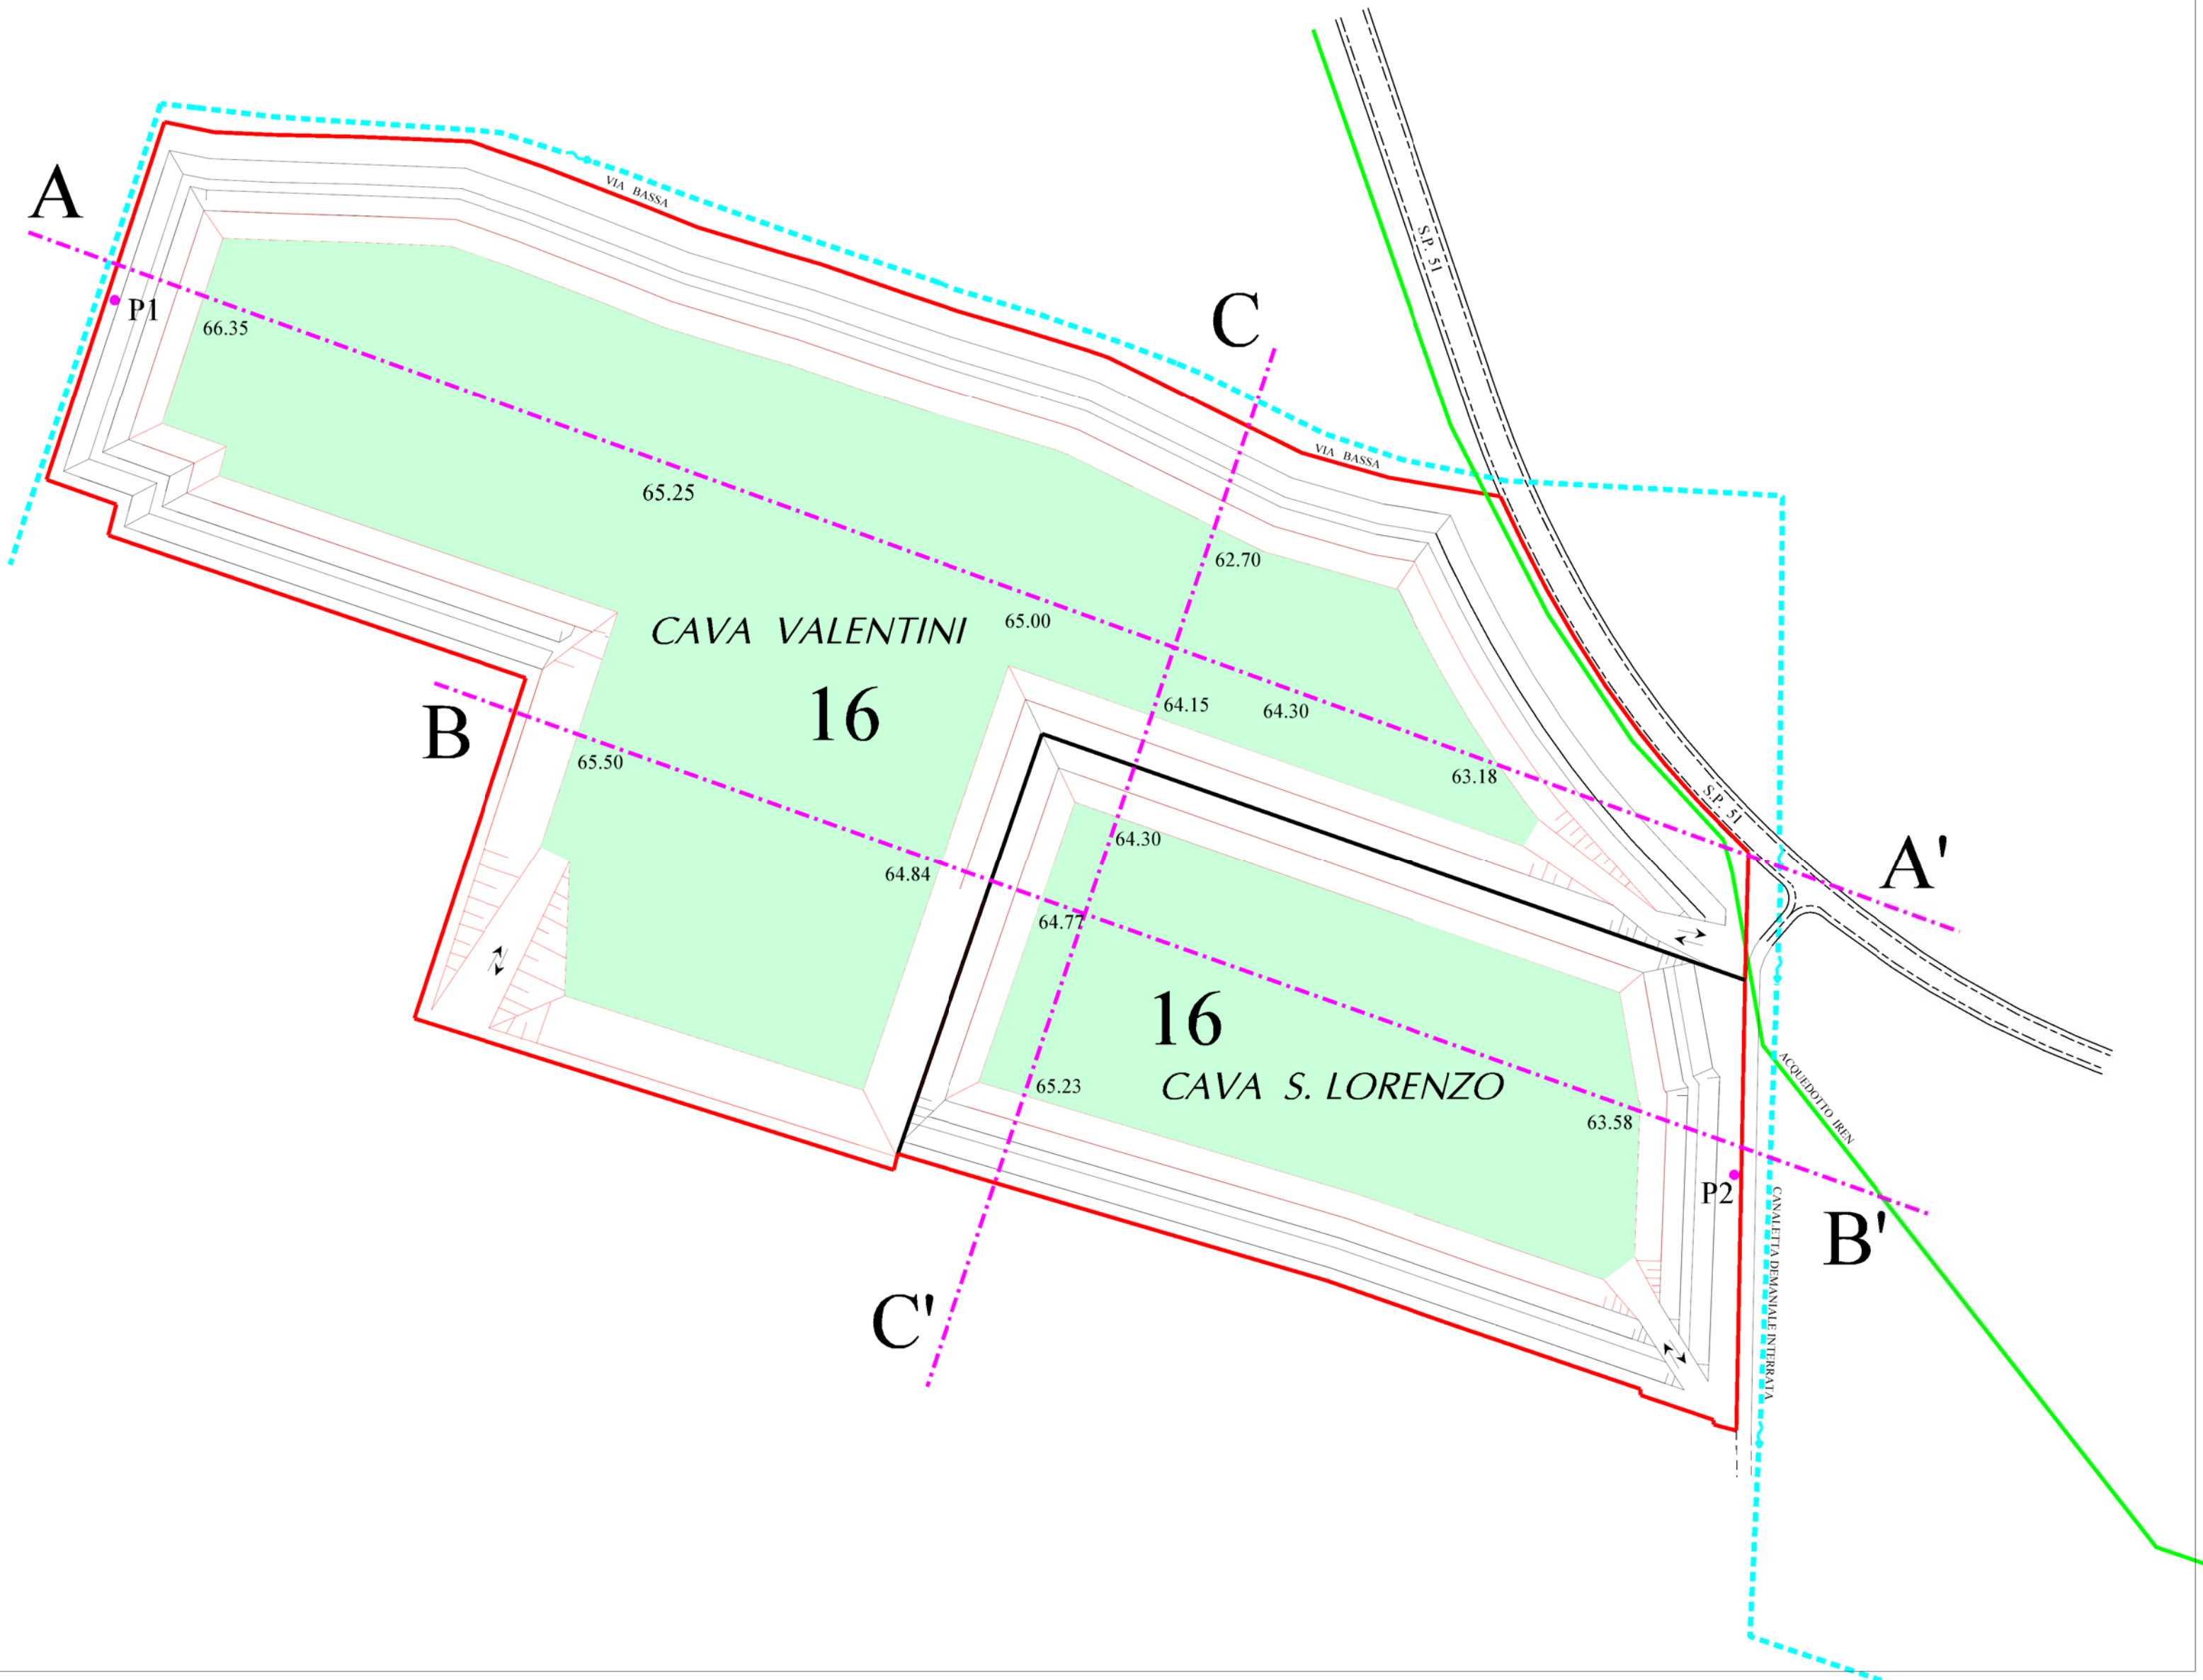 A
VIA BASSA
S.P. 51
P1
66.35
C
VIA BASSA
65.25
62.70
CAVA VALENTINI
65.00
16
64.15
64.30
B
65.50
63.18
S.P. 51
64.30
A'
64.84
64.77
16
CAVA S. LORENZO
65.23
63.58
ACQUEDOTTO IREN
P2
B'
CANALETTA DEMANIALE INTERRATA
C'